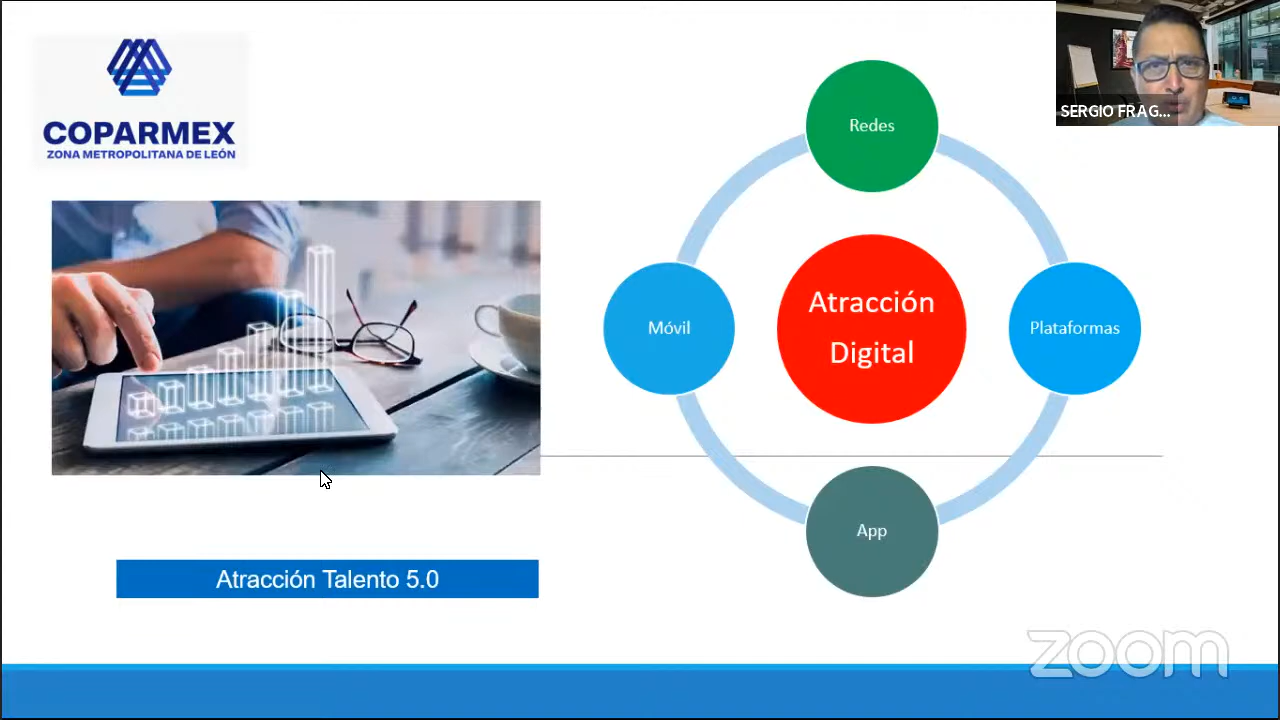 COPARMEX
ZONA METROPOLITANA DE LEÓN
SERGIO FRAG...
Redes
Móvil
Atracción
Digital
Plataformas
App
Atracción Talento 5.0
zoom